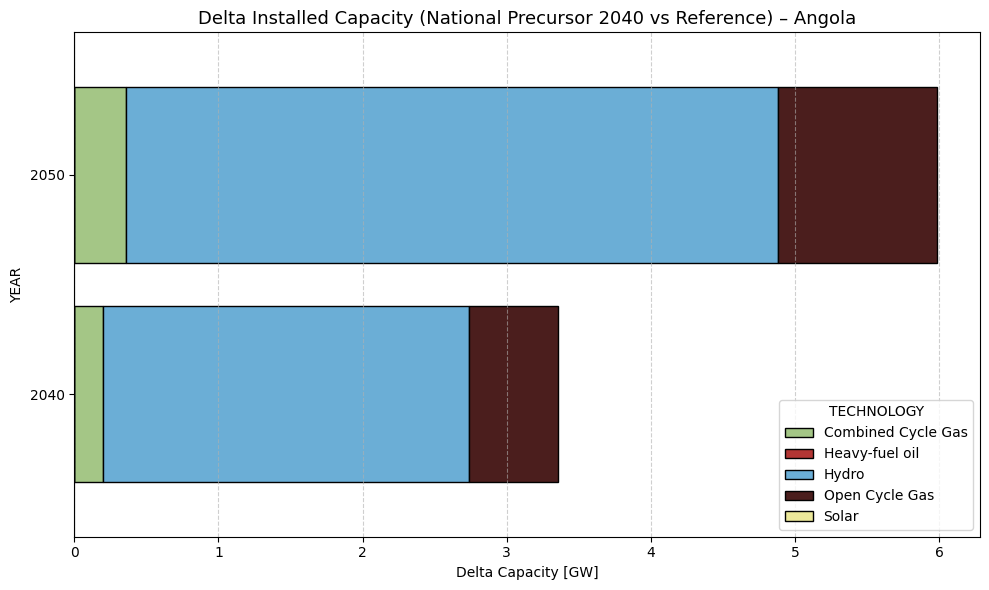 Delta Installed Capacity (National Precursor 2040 vs Reference) – Angola
YEAR
2050
2040
TECHNOLOGY
Combined Cycle Gas
Heavy-fuel oil
Hydro
Open Cycle Gas
Solar
0 1 2 3 4 5 6
Delta Capacity [GW]